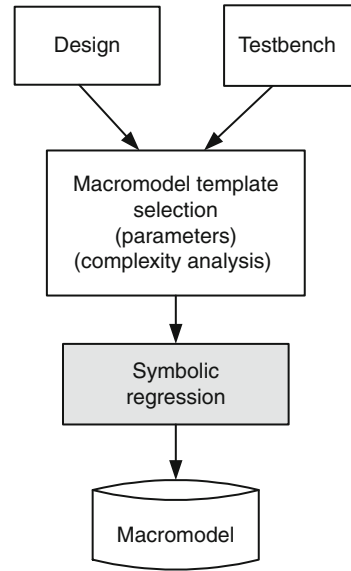 Design
Testbench
Macromodel template
selection
(parameters)
(complexity analysis)
Symbolic
regression
Macromodel